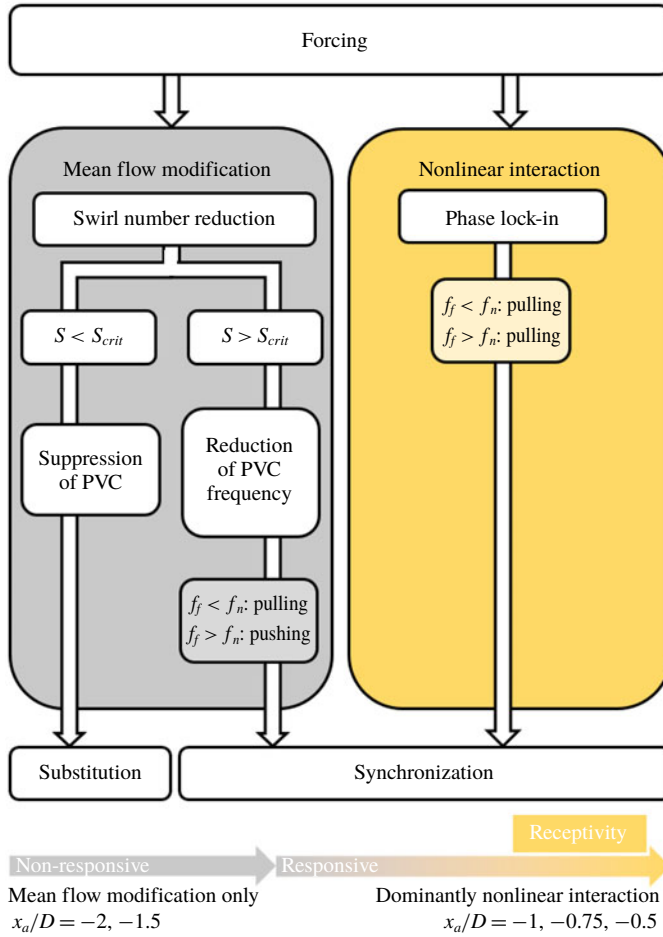 Forcing
Mean flow modification
Swirl number reduction
S < S_crit
S > S_crit
Suppression
of PVC
Reduction
of PVC
frequency
f_f < f_n: pulling
f_f > f_n: pushing
Nonlinear interaction
Phase lock-in
f_f < f_n: pulling
f_f > f_n: pulling
Substitution
Synchronization
Receptivity
Non-responsive
Responsive
Mean flow modification only
x_a/D = −2, −1.5
Dominantly nonlinear interaction
x_a/D = −1, −0.75, −0.5